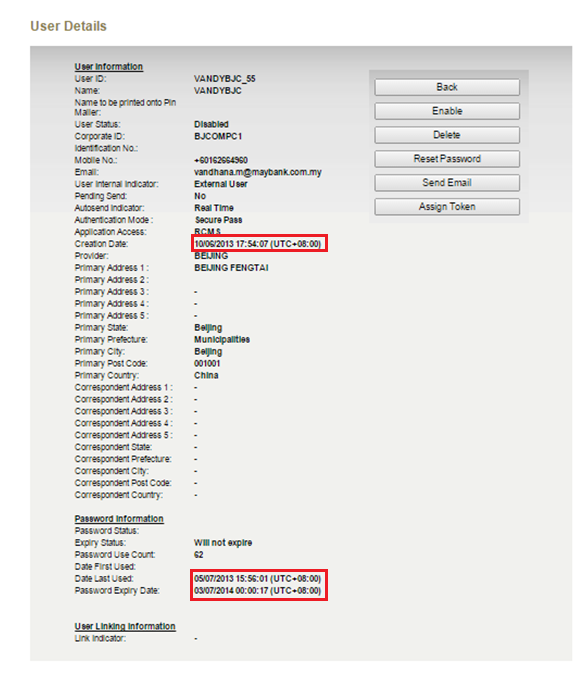 User Details
User Information
User ID: VANDYBJC_55
Name: VANDYBJC
Name to be printed onto Pin
Mailer:
User Status: Disabled
Corporate ID: BJCOMPC1
Identification No.:
Mobile No.: +60162664960
Email: vandhana.m@maybank.com.my
User Internal Indicator: External User
Pending Send: No
Autosend Indicator: Real Time
Authentication Mode : Secure Pass
Application Access: RCMS
Creation Date: 10/06/2013 17:54:07 (UTC+08:00)
Provider: BEIJING
Primary Address 1 : BEIJING FENGTAI
Primary Address 2 :
Primary Address 3 : -
Primary Address 4 : -
Primary Address 5 : -
Primary State: Beijing
Primary Prefecture: Municipalities
Primary City: Beijing
Primary Post Code: 001001
Primary Country: China
Correspondent Address 1 : -
Correspondent Address 2 : -
Correspondent Address 3 : -
Correspondent Address 4 : -
Correspondent Address 5 : -
Correspondent State: -
Correspondent Prefecture: -
Correspondent City: -
Correspondent Post Code: -
Correspondent Country: -
Password Information
Password Status:
Expiry Status: Will not expire
Password Use Count: 62
Date First Used:
Date Last Used: 05/07/2013 15:56:01 (UTC+08:00)
Password Expiry Date: 03/07/2014 00:00:17 (UTC+08:00)
User Linking Information
Link Indicator: -
Back
Enable
Delete
Reset Password
Send Email
Assign Token